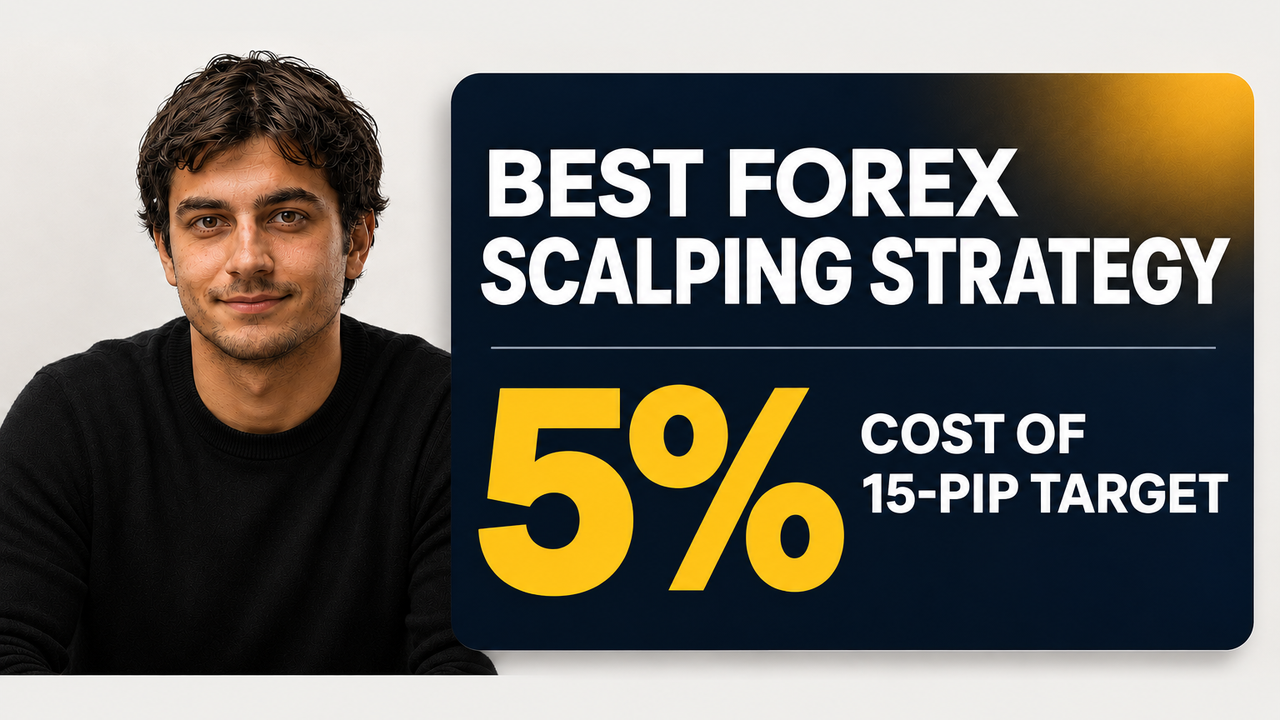 BEST FOREX
SCALPING STRATEGY
5%
COST OF
15-PIP TARGET